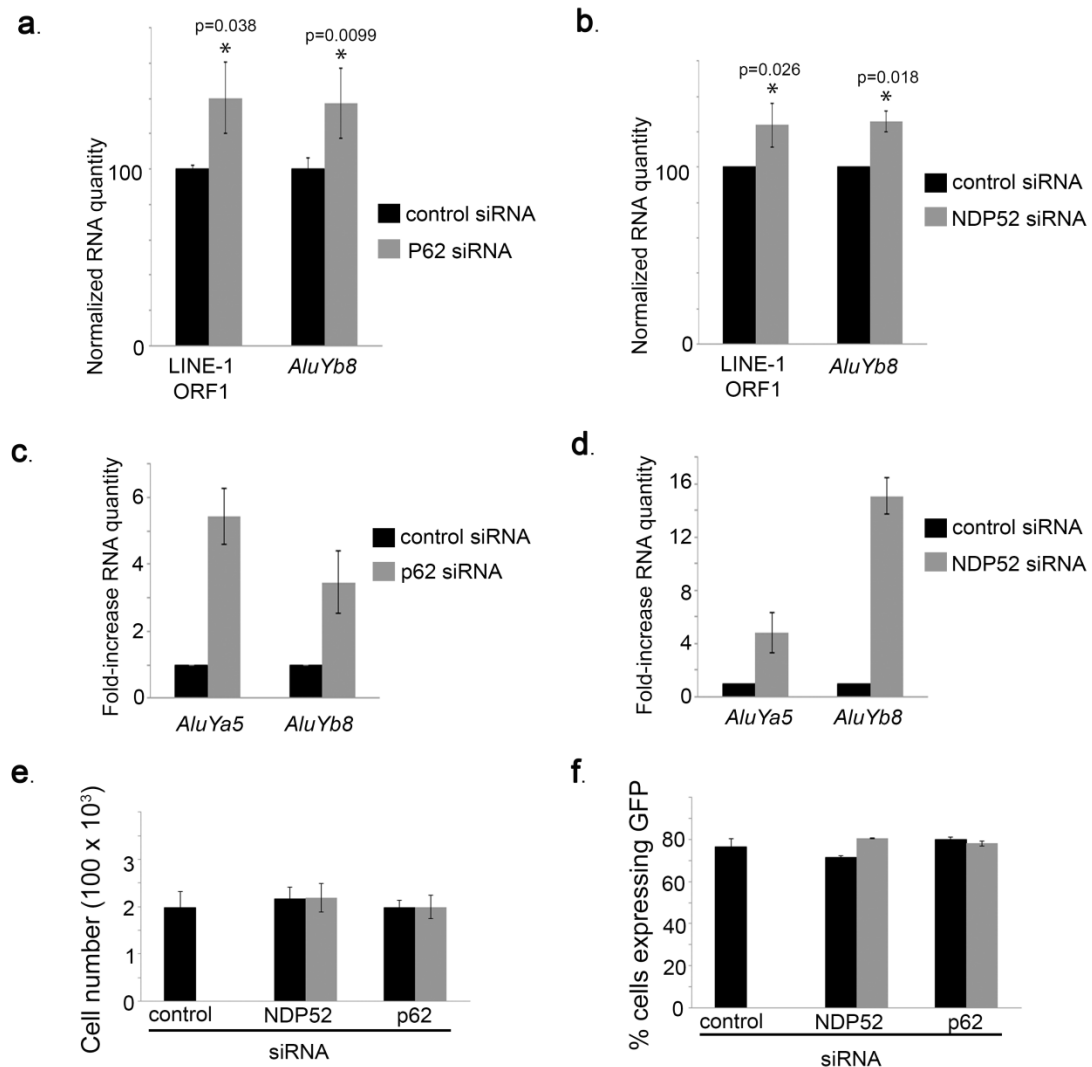 a.
p=0.038
p=0.0099
*
*
Normalized RNA quantity
100
0
LINE-1
ORF1
AluYb8
control siRNA
P62 siRNA
b.
p=0.026
p=0.018
*
*
Normalized RNA quantity
100
0
LINE-1
ORF1
AluYb8
control siRNA
NDP52 siRNA
c.
Fold-increase RNA quantity
6
4
2
0
AluYa5
AluYb8
control siRNA
p62 siRNA
d.
Fold-increase RNA quantity
16
12
8
4
0
AluYa5
AluYb8
control siRNA
NDP52 siRNA
e.
Cell number (100 x 10³)
3
2
1
0
control
NDP52
p62
siRNA
f.
% cells expressing GFP
80
60
40
20
0
control
NDP52
p62
siRNA